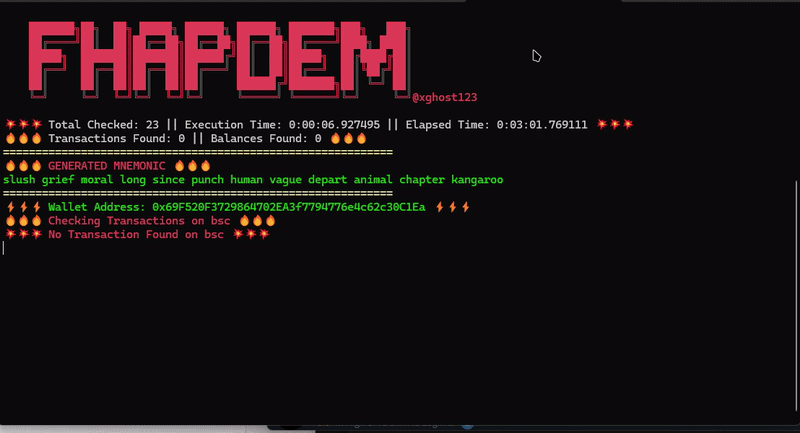 FHAPDEM
@xghost123
💥💥💥 Total Checked: 23 || Execution Time: 0:00:06.927495 || Elapsed Time: 0:03:01.769111 💥💥💥
🔥🔥🔥 Transactions Found: 0 || Balances Found: 0 🔥🔥🔥
============================================================
🔥🔥🔥 GENERATED MNEMONIC 🔥🔥🔥
slush grief moral long since punch human vague depart animal chapter kangaroo
============================================================
⚡⚡⚡ Wallet Address: 0x69F520F3729864702EA3f7794776e4c62c30C1Ea ⚡⚡⚡
🔥🔥🔥 Checking Transactions on bsc 🔥🔥🔥
💥💥💥 No Transaction Found on bsc 💥💥💥